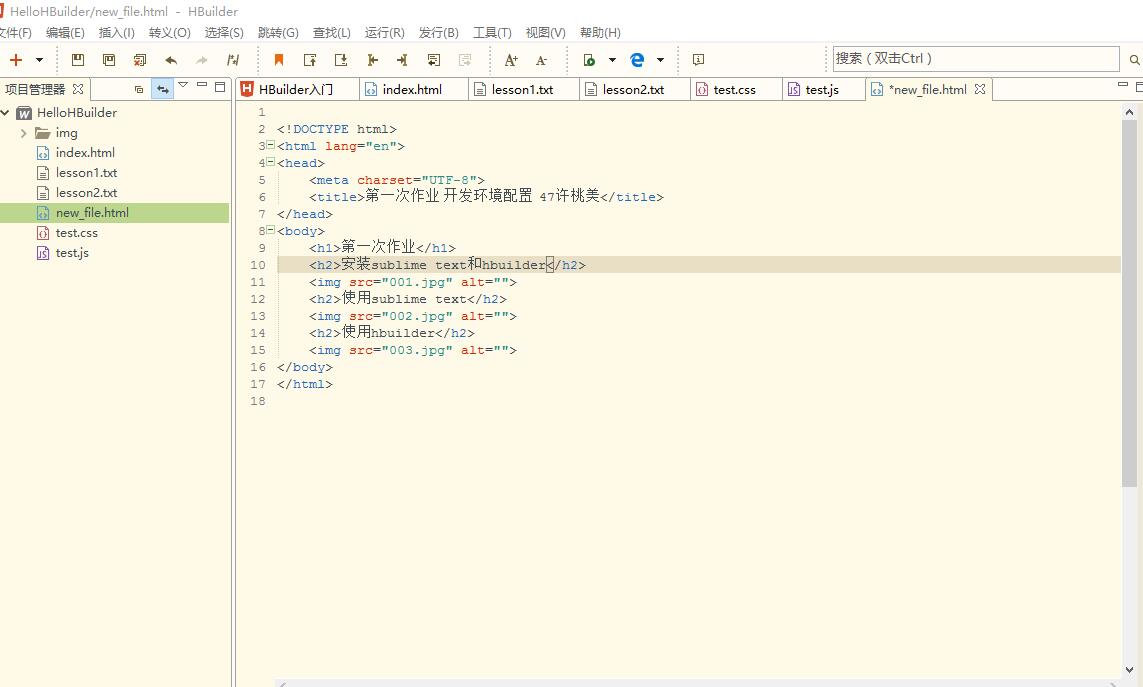 HelloHBuilder/new_file.html - HBuilder
文件(F) 编辑(E) 插入(I) 转义(O) 选择(S) 跳转(G) 查找(L) 运行(R) 发行(B) 工具(T) 视图(V) 帮助(H)
搜索（双击Ctrl）
项目管理器
HBuilder入门 index.html lesson1.txt lesson2.txt test.css test.js *new_file.html
HelloHBuilder
img
index.html
lesson1.txt
lesson2.txt
new_file.html
test.css
test.js
1
2 <!DOCTYPE html>
3 <html lang="en">
4 <head>
5 <meta charset="UTF-8">
6 <title>第一次作业 开发环境配置 47许桃美</title>
7 </head>
8 <body>
9 <h1>第一次作业</h1>
10 <h2>安装sublime text和hbuilder</h2>
11 <img src="001.jpg" alt="">
12 <h2>使用sublime text</h2>
13 <img src="002.jpg" alt="">
14 <h2>使用hbuilder</h2>
15 <img src="003.jpg" alt="">
16 </body>
17 </html>
18